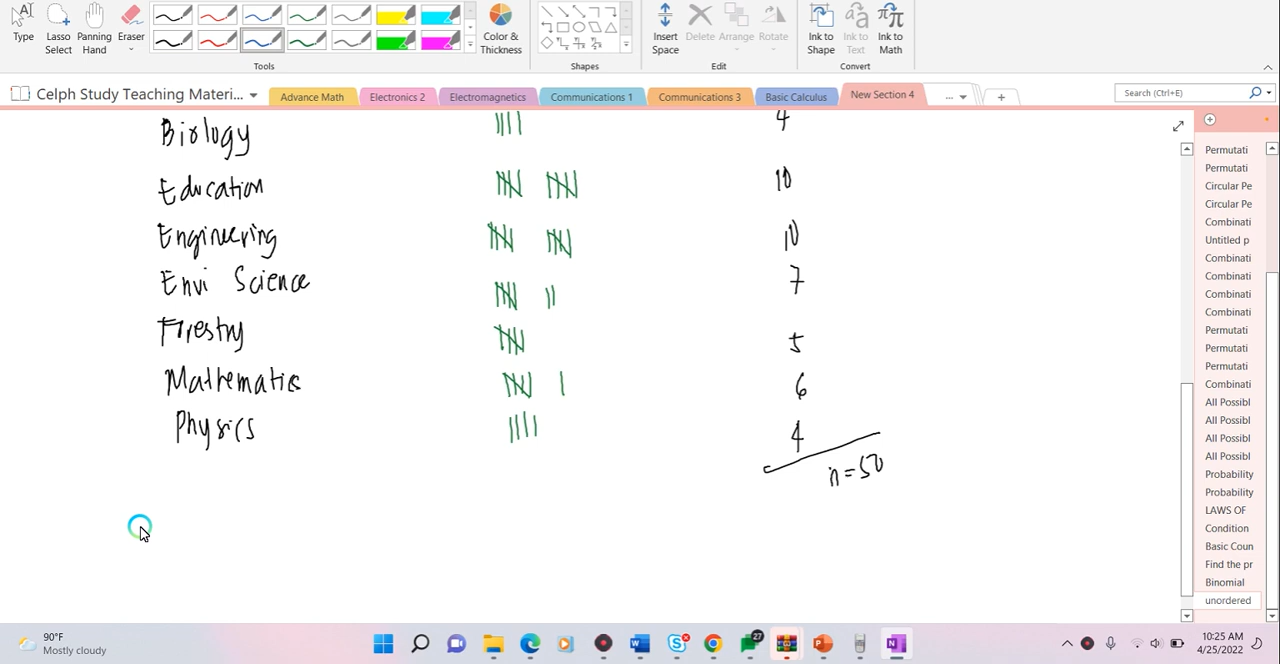 Type
Lasso Select
Panning Hand
Eraser
Color & Thickness
Insert Space
Delete
Arrange
Rotate
Ink to Shape
Ink to Text
Ink to Math
Tools
Shapes
Edit
Convert
Celph Study Teaching Materi...
Advance Math
Electronics 2
Electromagnetics
Communications 1
Communications 3
Basic Calculus
New Section 4
...
Search (Ctrl+E)
Biology 4
Education 10
Engineering 10
Envi Science 7
Forestry 5
Mathematics 6
Physics 4
n = 50
Permutati
Permutati
Circular Pe
Circular Pe
Combinati
Untitled p
Combinati
Combinati
Combinati
Combinati
Permutati
Permutati
Permutati
Combinati
All Possibl
All Possibl
All Possibl
All Possibl
Probability
Probability
LAWS OF
Condition
Basic Coun
Find the pr
Binomial
unordered
90°F
Mostly cloudy
27
10:25 AM
4/25/2022